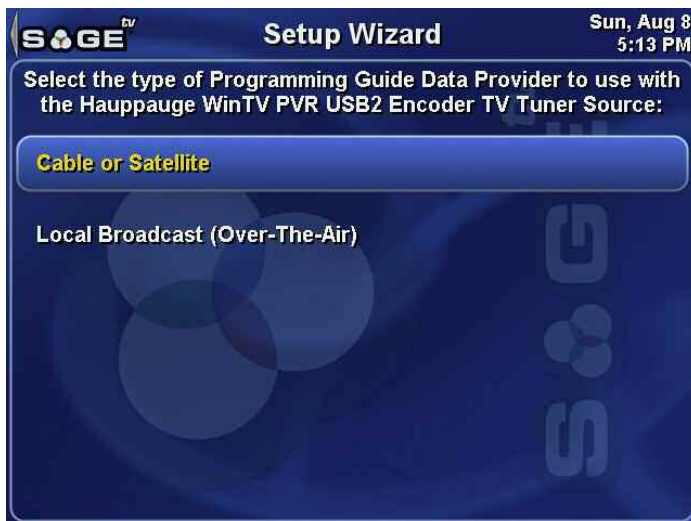 SAGE tv
Setup Wizard
Sun, Aug 8
5:13 PM
Select the type of Programming Guide Data Provider to use with
the Hauppauge WinTV PVR USB2 Encoder TV Tuner Source:
Cable or Satellite
Local Broadcast (Over-The-Air)
SAGE tv